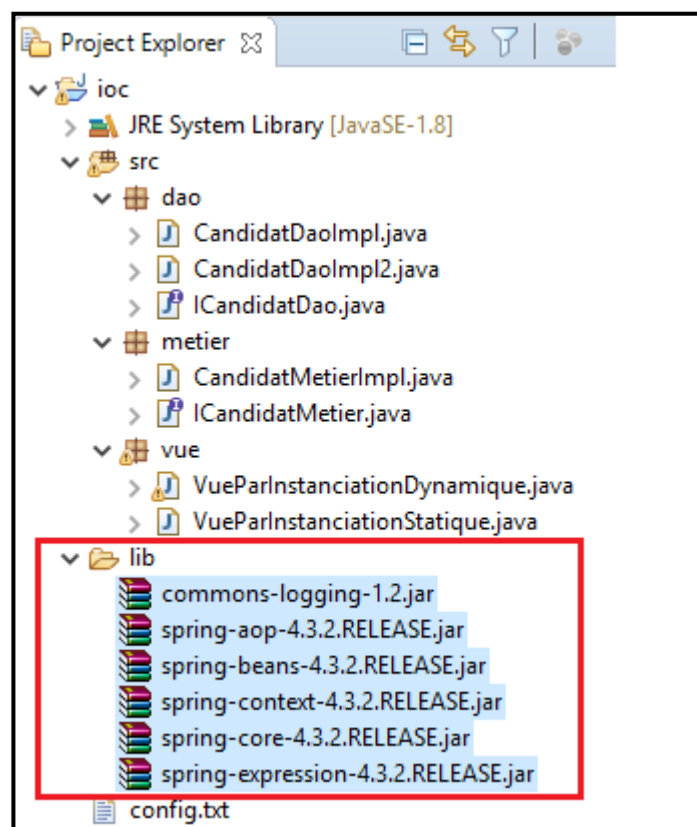 Project Explorer
ioc
JRE System Library [JavaSE-1.8]
src
dao
CandidatDaoImpl.java
CandidatDaoImpl2.java
ICandidatDao.java
metier
CandidatMetierImpl.java
ICandidatMetier.java
vue
VueParInstanciationDynamique.java
VueParInstanciationStatique.java
lib
commons-logging-1.2.jar
spring-aop-4.3.2.RELEASE.jar
spring-beans-4.3.2.RELEASE.jar
spring-context-4.3.2.RELEASE.jar
spring-core-4.3.2.RELEASE.jar
spring-expression-4.3.2.RELEASE.jar
config.txt